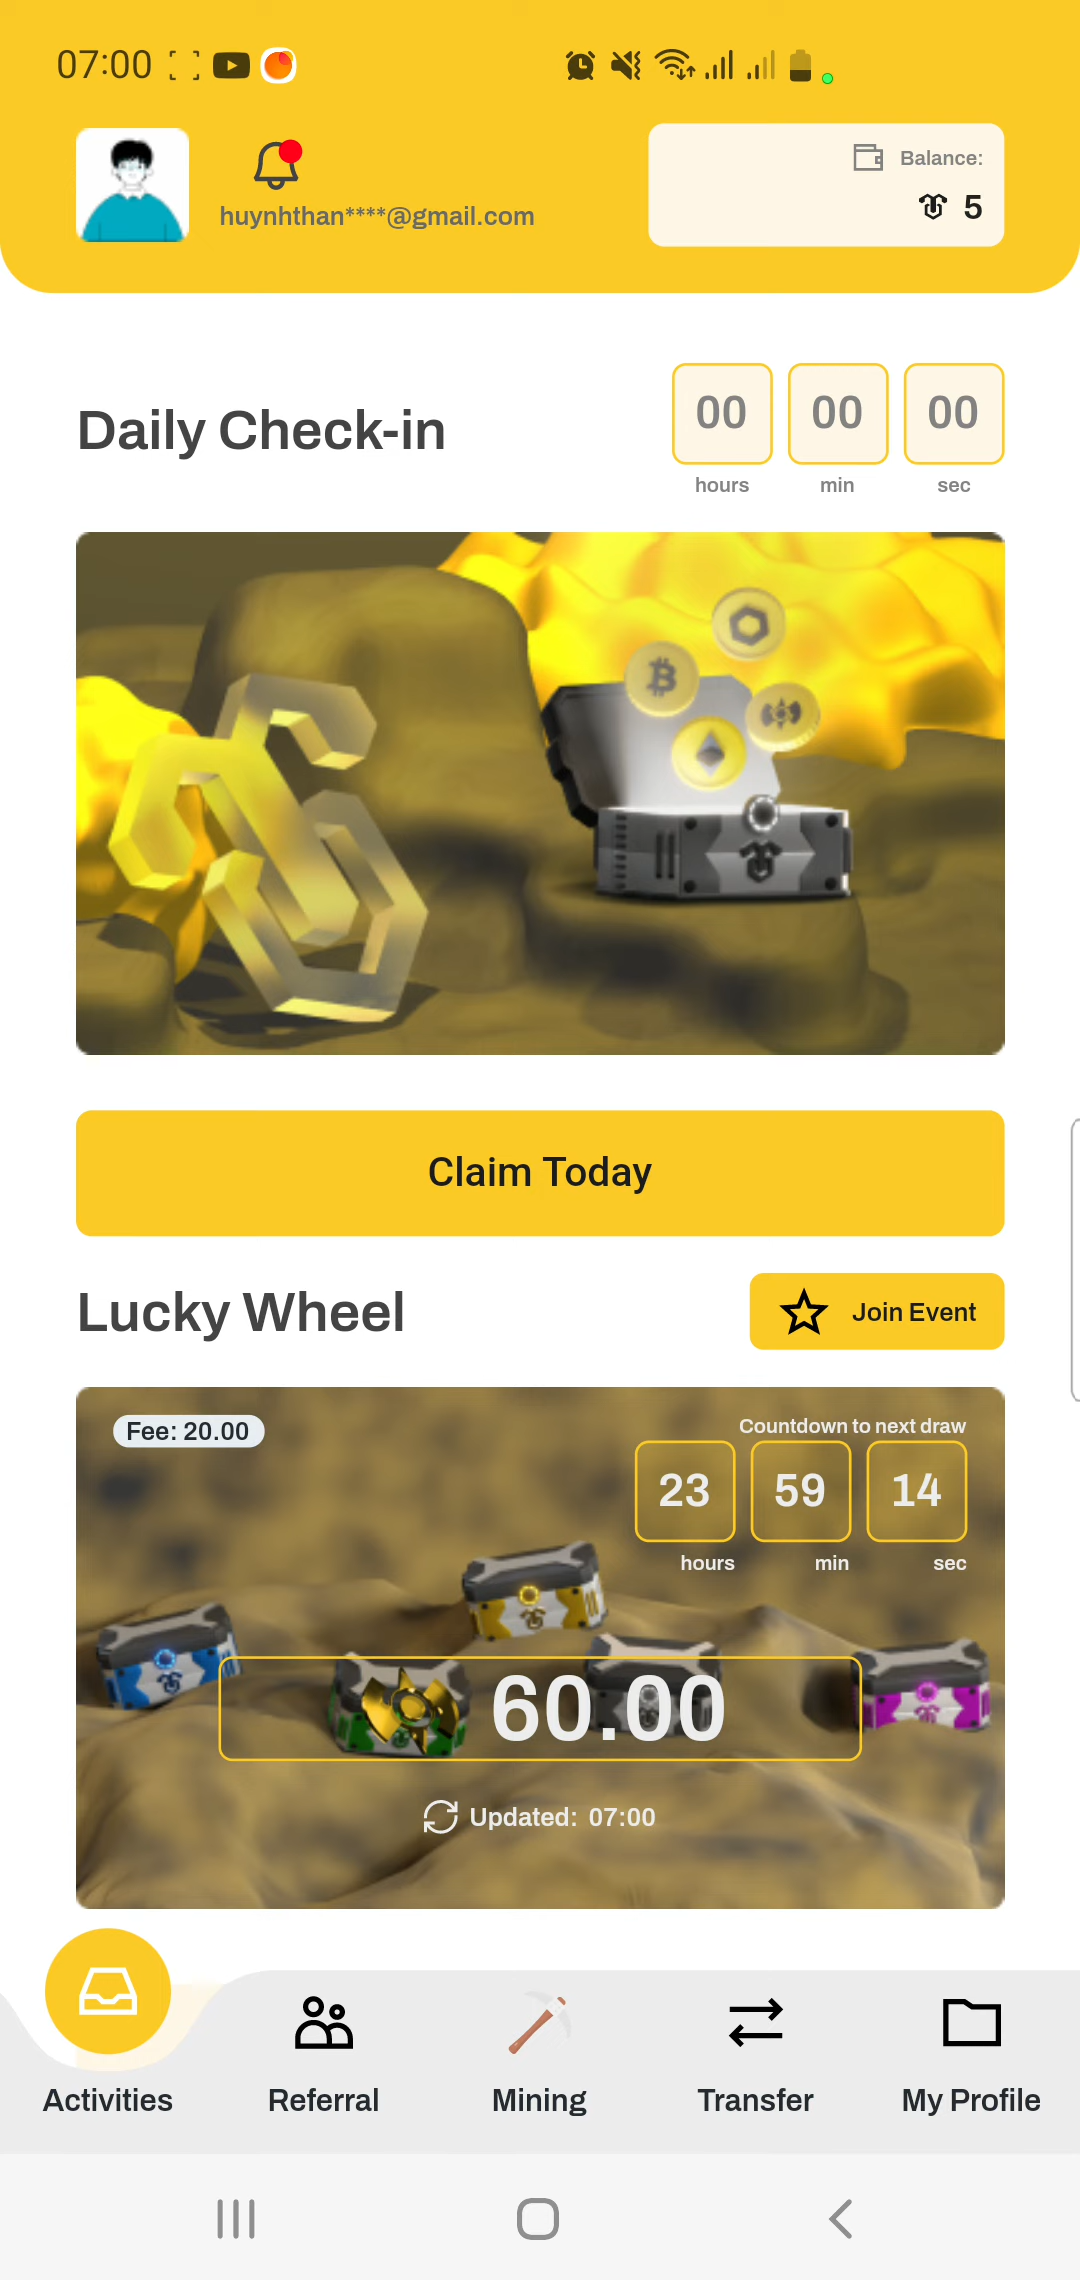 07:00
huynhthan****@gmail.com
Balance:
5
Daily Check-in
00 00 00
hours min sec
Claim Today
Lucky Wheel
Join Event
Fee: 20.00
Countdown to next draw
23 59 14
hours min sec
60.00
Updated: 07:00
Activities Referral Mining Transfer My Profile